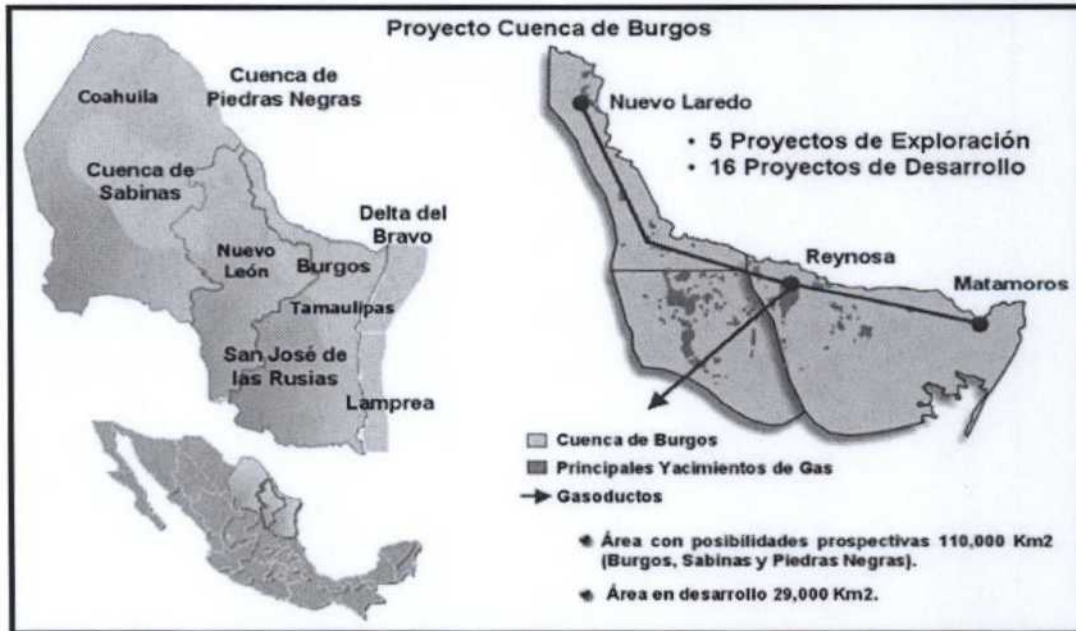 Proyecto Cuenca de Burgos
Coahuila
Cuenca de
Piedras Negras
Cuenca de
Sabinas
Delta del
Bravo
Nuevo
León
Burgos
Tamaulipas
San José de
las Rusias
Lamprea
Nuevo Laredo
• 5 Proyectos de Exploración
• 16 Proyectos de Desarrollo
Reynosa
Matamoros
Cuenca de Burgos
Principales Yacimientos de Gas
Gasoductos
Área con posibilidades prospectivas 110,000 Km2
(Burgos, Sabinas y Piedras Negras).
Área en desarrollo 29,000 Km2.